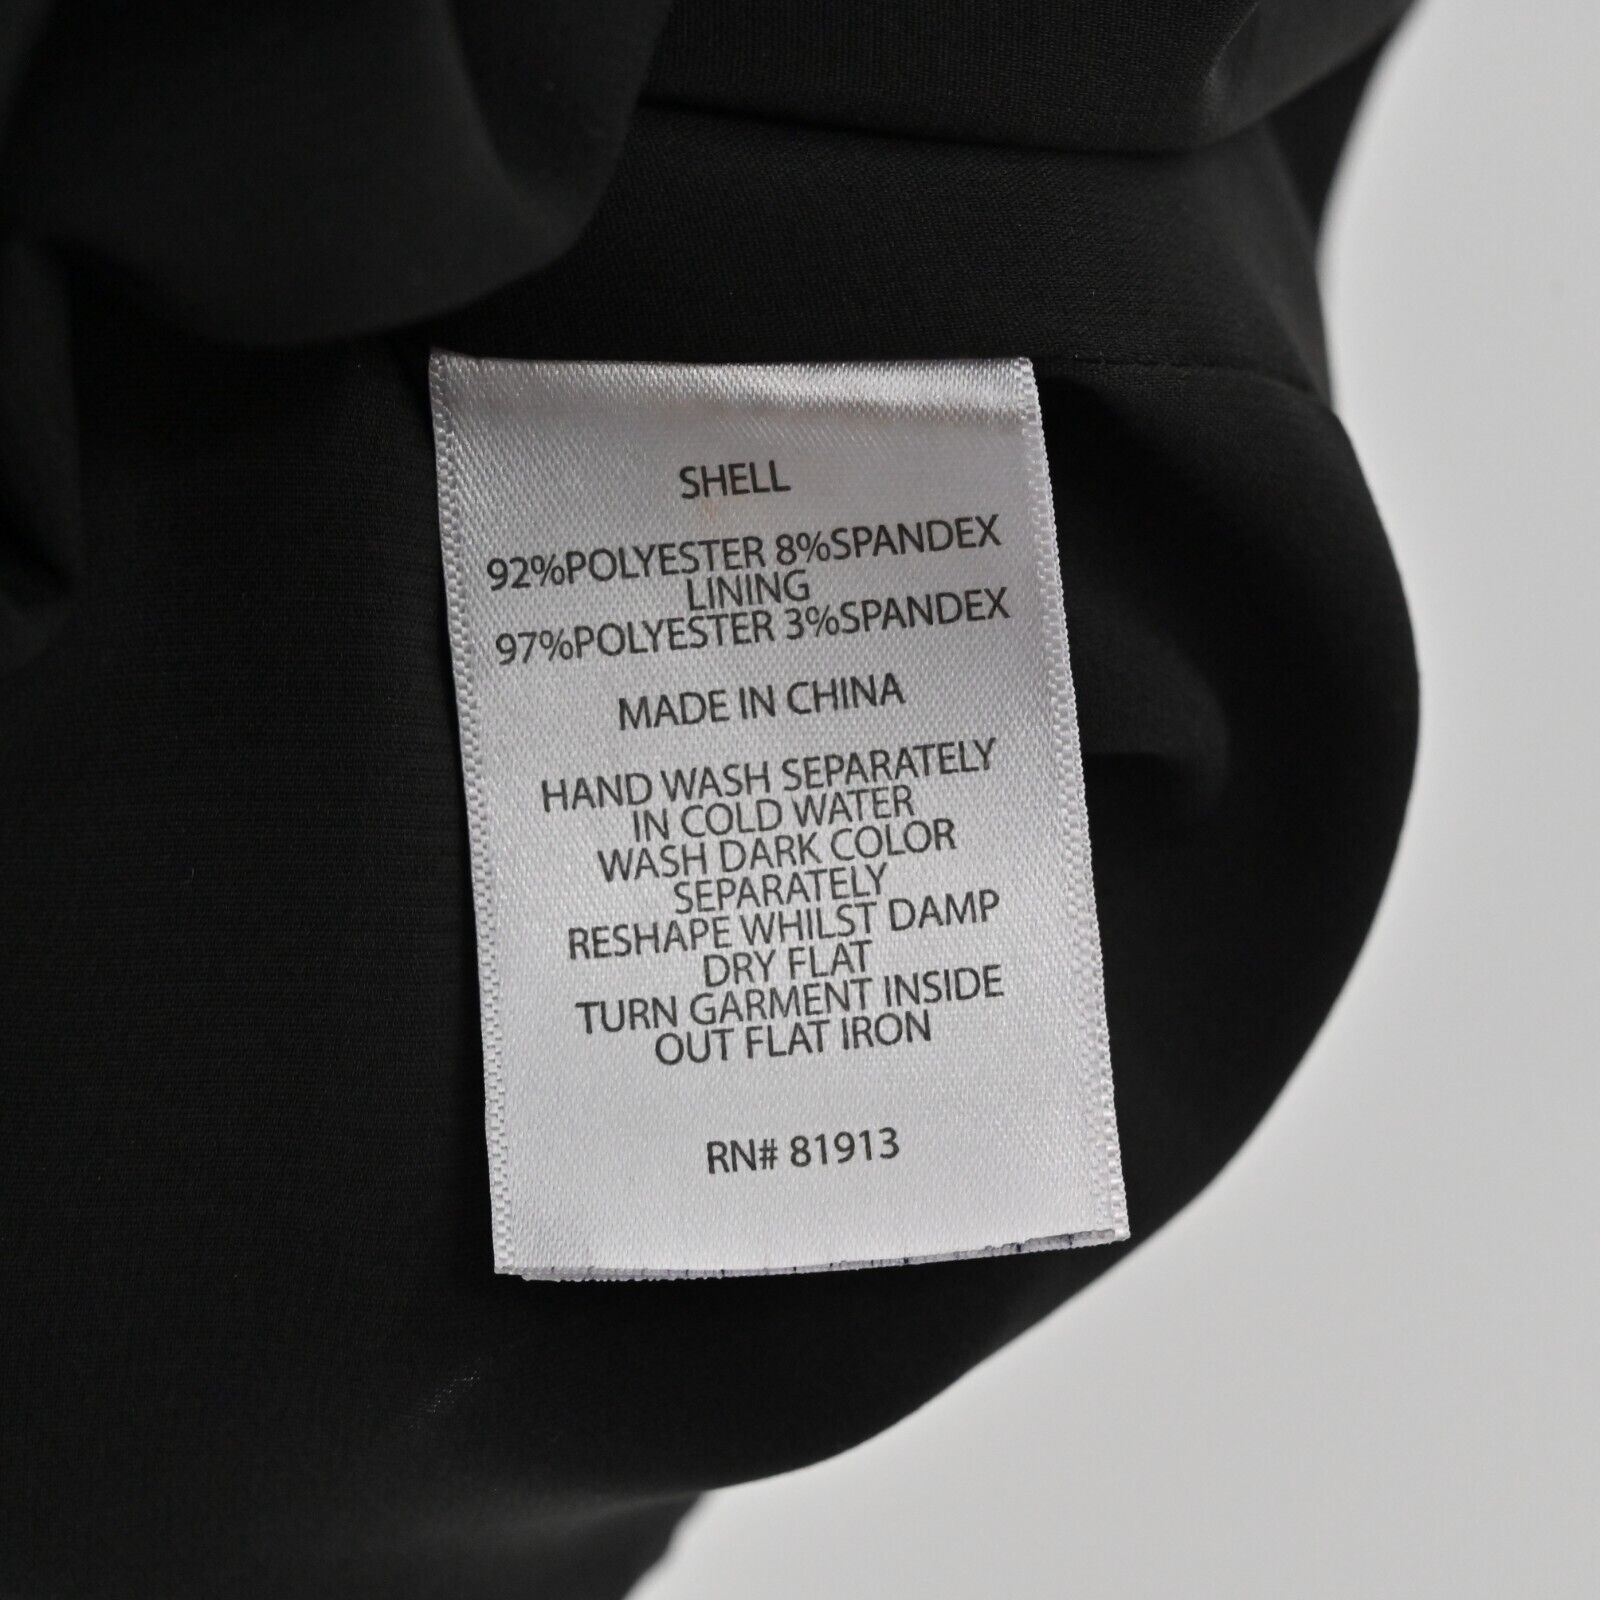 SHELL
92%POLYESTER 8%SPANDEX
LINING
97%POLYESTER 3%SPANDEX
MADE IN CHINA
HAND WASH SEPARATELY
IN COLD WATER
WASH DARK COLOR
SEPARATELY
RESHAPE WHILST DAMP
DRY FLAT
TURN GARMENT INSIDE
OUT FLAT IRON
RN# 81913